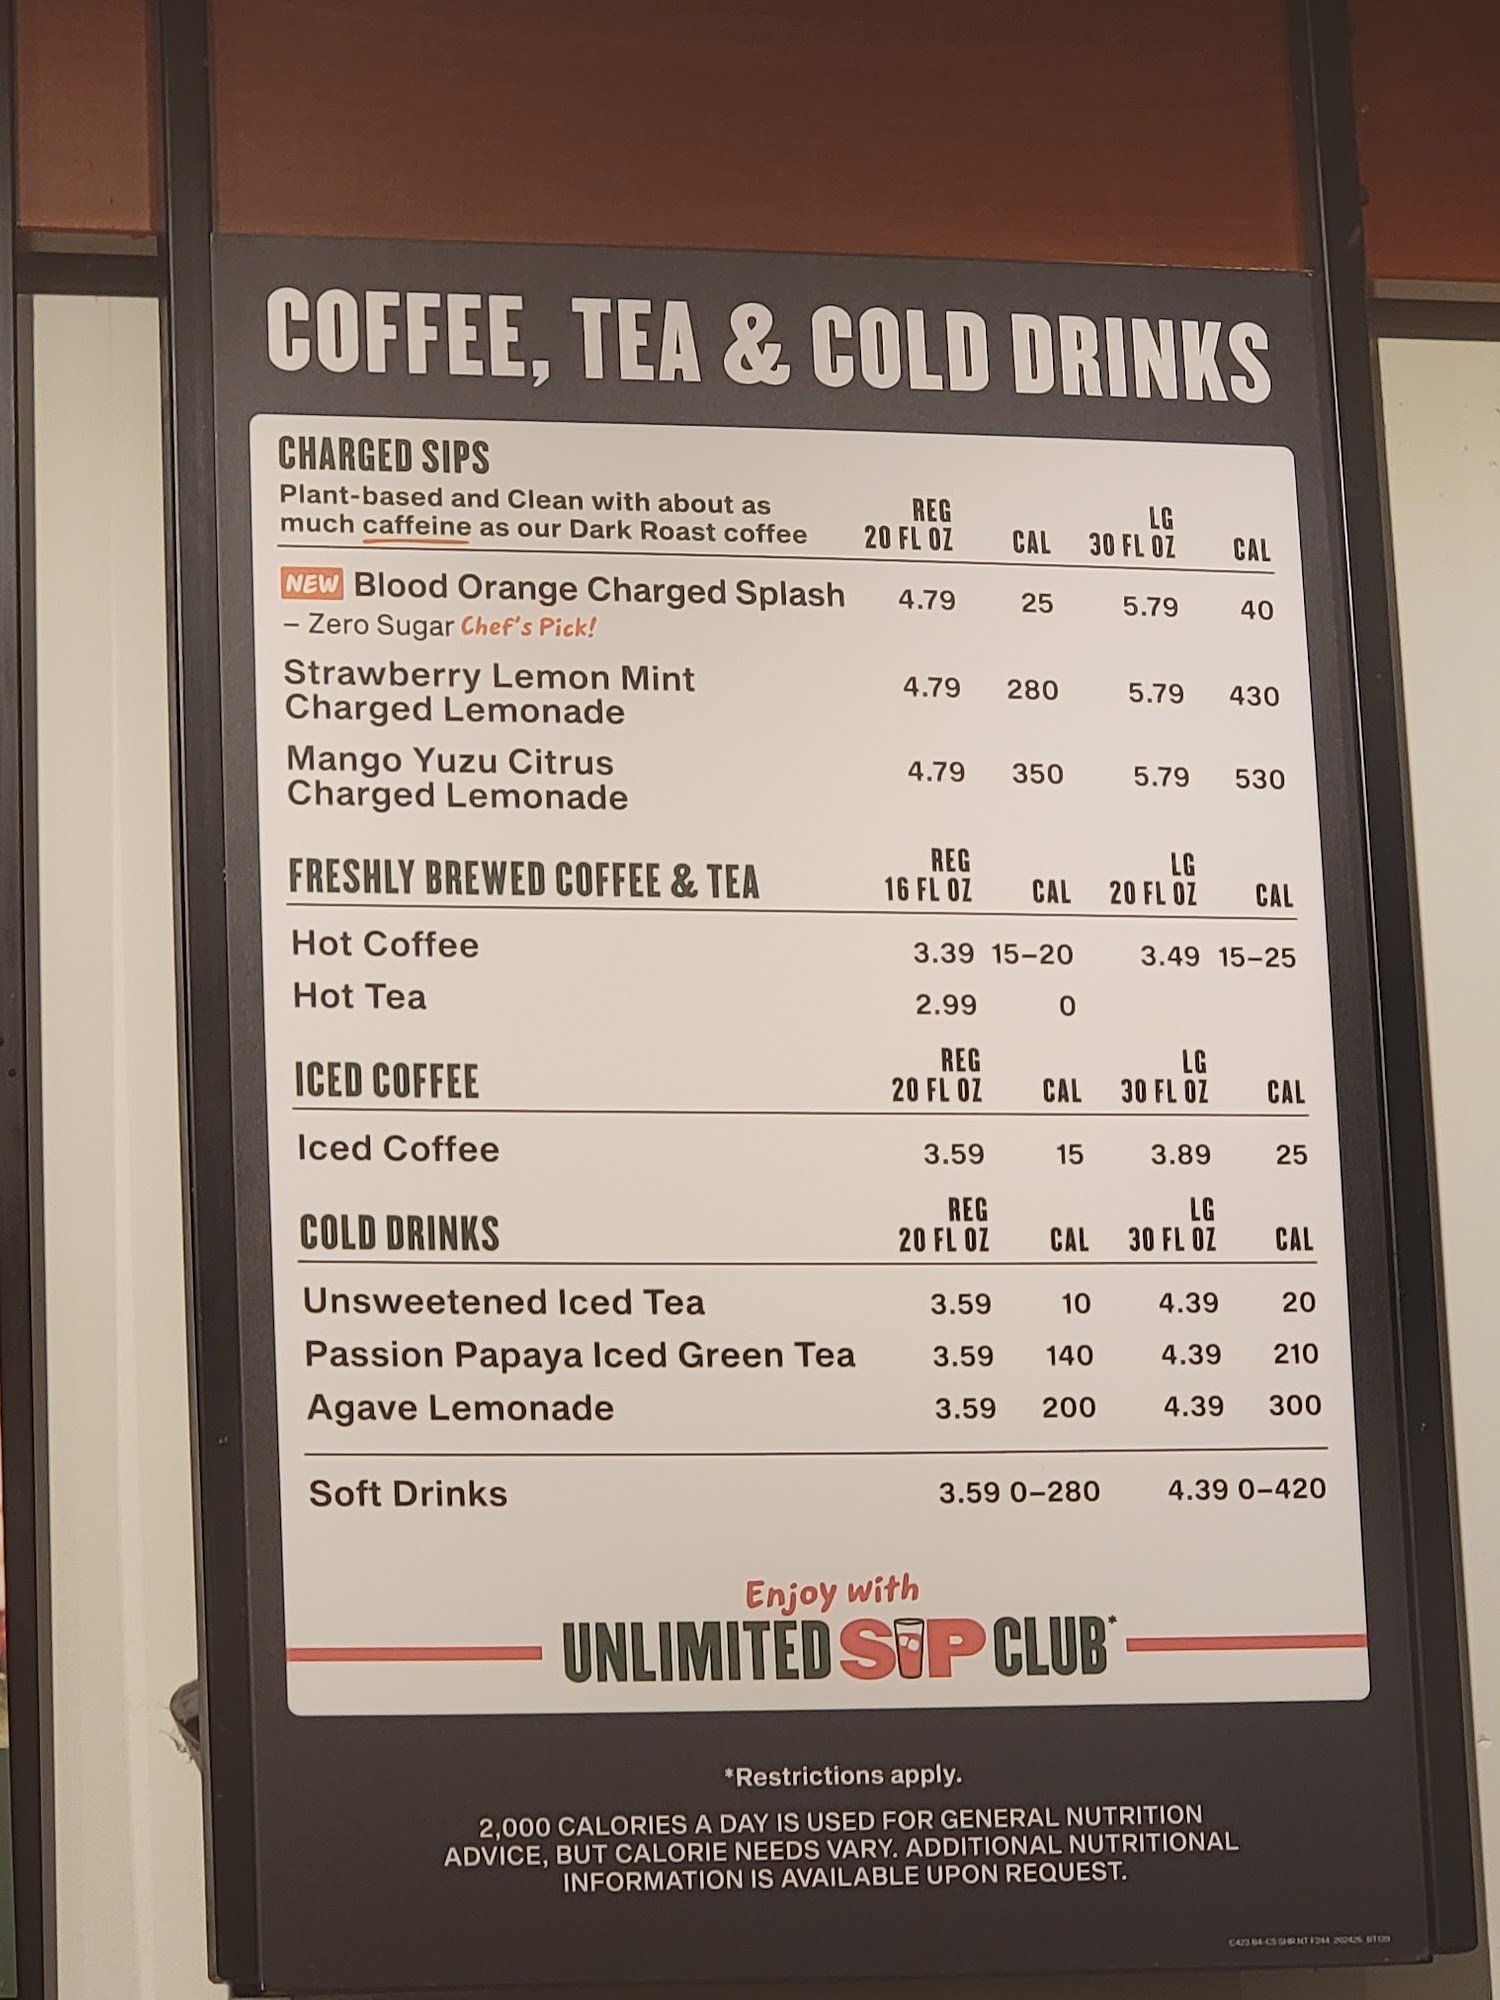 COFFEE, TEA & COLD DRINKS
CHARGED SIPS
Plant-based and Clean with about as
much caffeine as our Dark Roast coffee
REG
20 FL OZ CAL
LG
30 FL OZ CAL
NEW Blood Orange Charged Splash 4.79 25 5.79 40
– Zero Sugar Chef's Pick!
Strawberry Lemon Mint
Charged Lemonade 4.79 280 5.79 430
Mango Yuzu Citrus
Charged Lemonade 4.79 350 5.79 530
FRESHLY BREWED COFFEE & TEA
REG
16 FL OZ CAL
LG
20 FL OZ CAL
Hot Coffee 3.39 15–20 3.49 15–25
Hot Tea 2.99 0
ICED COFFEE
REG
20 FL OZ CAL
LG
30 FL OZ CAL
Iced Coffee 3.59 15 3.89 25
COLD DRINKS
REG
20 FL OZ CAL
LG
30 FL OZ CAL
Unsweetened Iced Tea 3.59 10 4.39 20
Passion Papaya Iced Green Tea 3.59 140 4.39 210
Agave Lemonade 3.59 200 4.39 300
Soft Drinks 3.59 0–280 4.39 0–420
Enjoy with
UNLIMITED SIP CLUB*
*Restrictions apply.
2,000 CALORIES A DAY IS USED FOR GENERAL NUTRITION
ADVICE, BUT CALORIE NEEDS VARY. ADDITIONAL NUTRITIONAL
INFORMATION IS AVAILABLE UPON REQUEST.